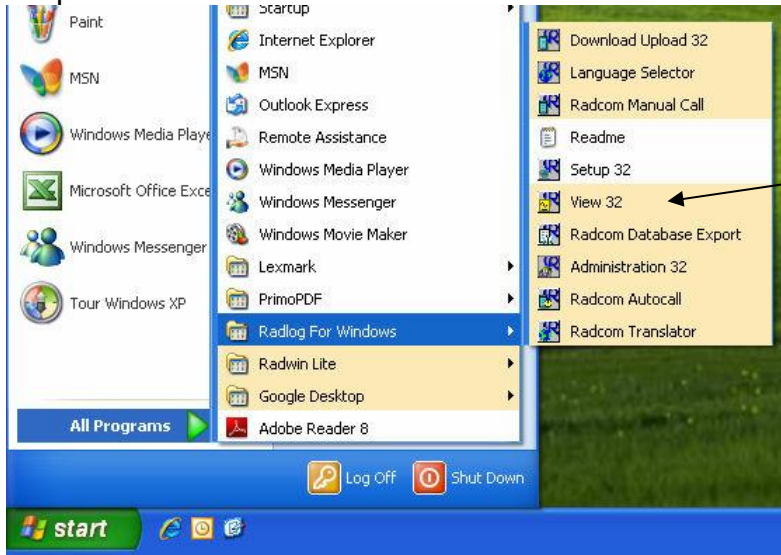 Paint
MSN
Windows Media Playe
Microsoft Office Exce
Windows Messenger
Tour Windows XP
All Programs
Startup
Internet Explorer
MSN
Outlook Express
Remote Assistance
Windows Media Player
Windows Messenger
Windows Movie Maker
Lexmark
PrimoPDF
Radlog For Windows
Radwin Lite
Google Desktop
Adobe Reader 8
Download Upload 32
Language Selector
Radcom Manual Call
Readme
Setup 32
View 32
Radcom Database Export
Administration 32
Radcom Autocall
Radcom Translator
Log Off
Shut Down
start